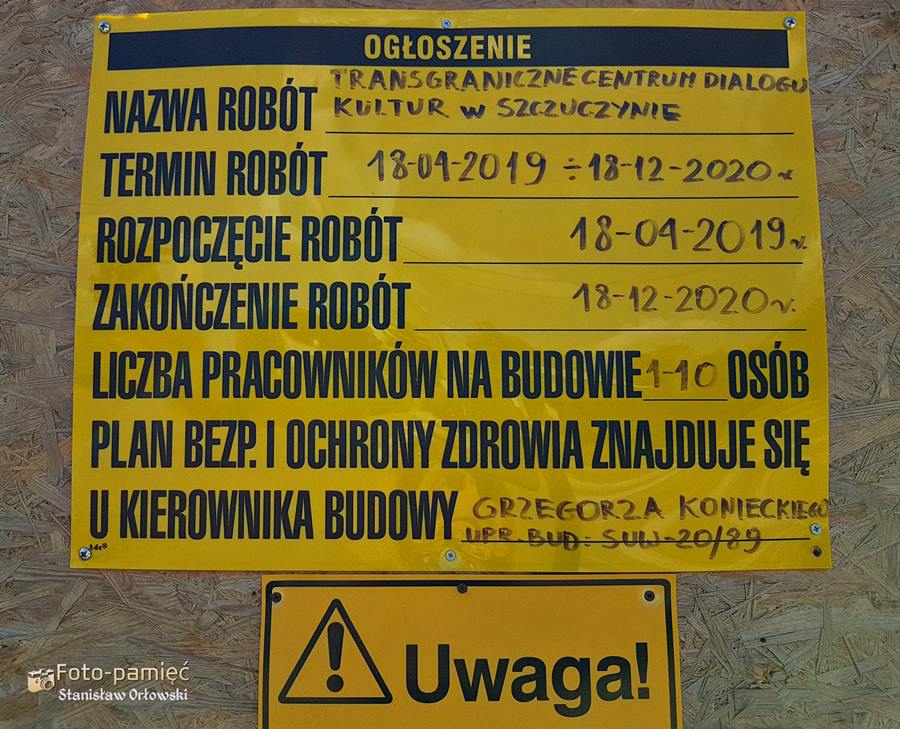 OGŁOSZENIE
NAZWA ROBÓT TRANSGRANICZNE CENTRUM DIALOGU
KULTUR w SZCZUCZYNIE
TERMIN ROBÓT 18-04-2019 ÷ 18-12-2020 r.
ROZPOCZĘCIE ROBÓT 18-04-2019 r.
ZAKOŃCZENIE ROBÓT 18-12-2020 r.
LICZBA PRACOWNIKÓW NA BUDOWIE 1-10 OSÓB
PLAN BEZP. I OCHRONY ZDROWIA ZNAJDUJE SIĘ
U KIEROWNIKA BUDOWY GRZEGORZA KONIECKIEGO
UPR. BUD: SUW-20/89
tdc®
Uwaga!
Foto-pamięć
Stanisław Orłowski